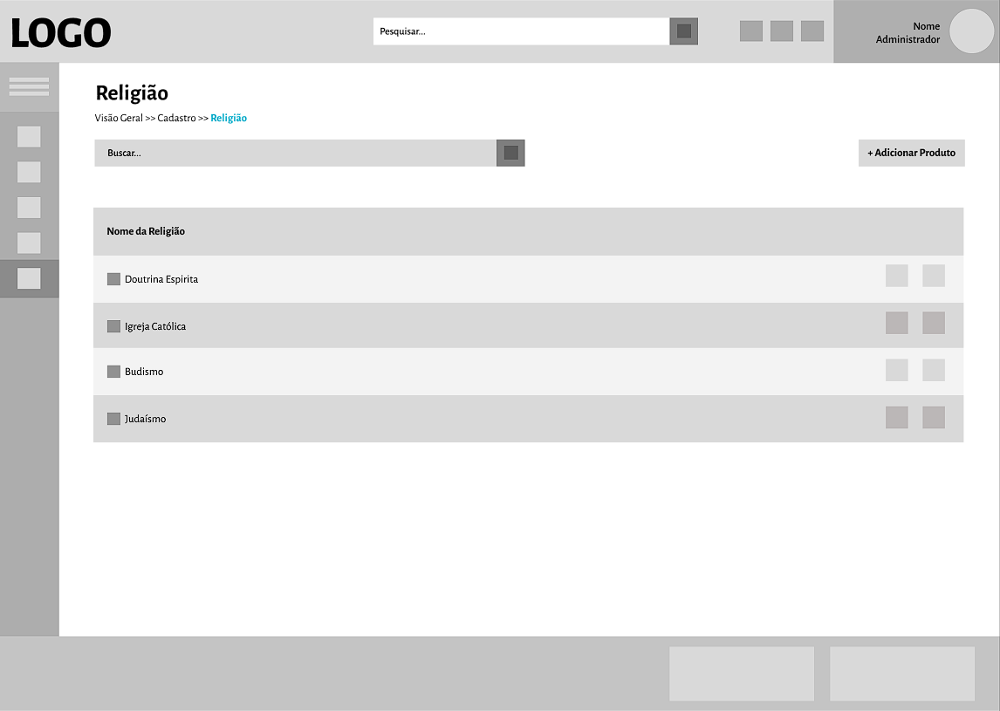 LOGO
Pesquisar...
Nome
Administrador
Religião
Visão Geral >> Cadastro >> Religião
Buscar...
+ Adicionar Produto
Nome da Religião
Doutrina Espirita
Igreja Católica
Budismo
Judaísmo